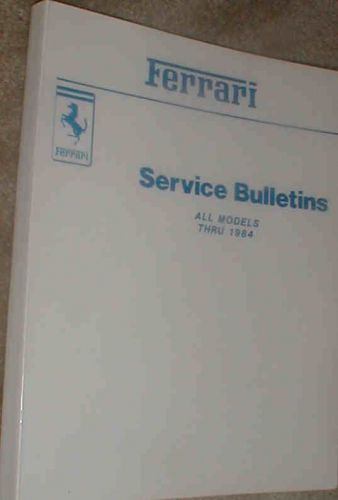 Ferrari
FERRARI
Service Bulletins
ALL MODELS
THRU 1984